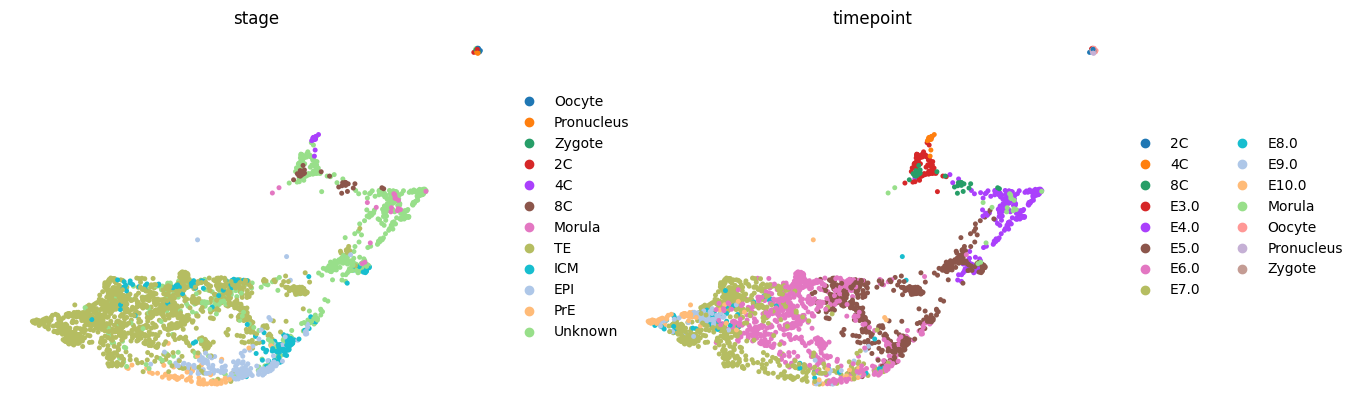 stage
Oocyte
Pronucleus
Zygote
2C
4C
8C
Morula
TE
ICM
EPI
PrE
Unknown
timepoint
2C
4C
8C
E3.0
E4.0
E5.0
E6.0
E7.0
E8.0
E9.0
E10.0
Morula
Oocyte
Pronucleus
Zygote